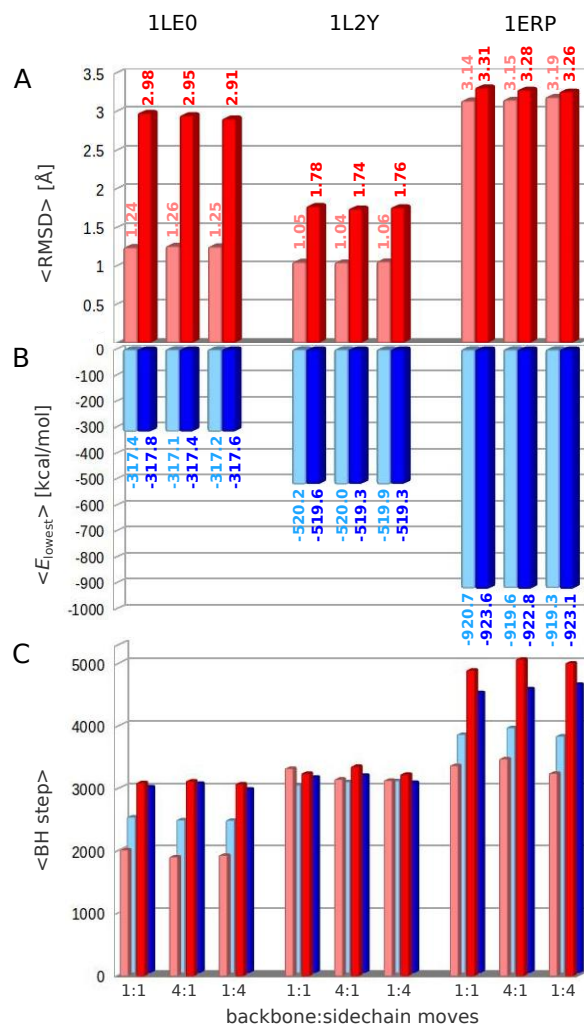 1LE0 1L2Y 1ERP
A
<RMSD> [Å]
3.5
3
2.5
2
1.5
1
0.5
1.24 2.98 1.26 2.95 1.25 2.91
1.05 1.78 1.04 1.74 1.06 1.76
3.14 3.31 3.15 3.28 3.19 3.26
B
<Elowest> [kcal/mol]
0
-100
-200
-300
-400
-500
-600
-700
-800
-900
-1000
-317.4 -317.8 -317.1 -317.4 -317.2 -317.6
-520.2 -519.6 -520.0 -519.3 -519.9 -519.3
-920.7 -923.6 -919.6 -922.8 -919.3 -923.1
C
<BH step>
5000
4000
3000
2000
1000
0
1:1 4:1 1:4 1:1 4:1 1:4 1:1 4:1 1:4
backbone:sidechain moves